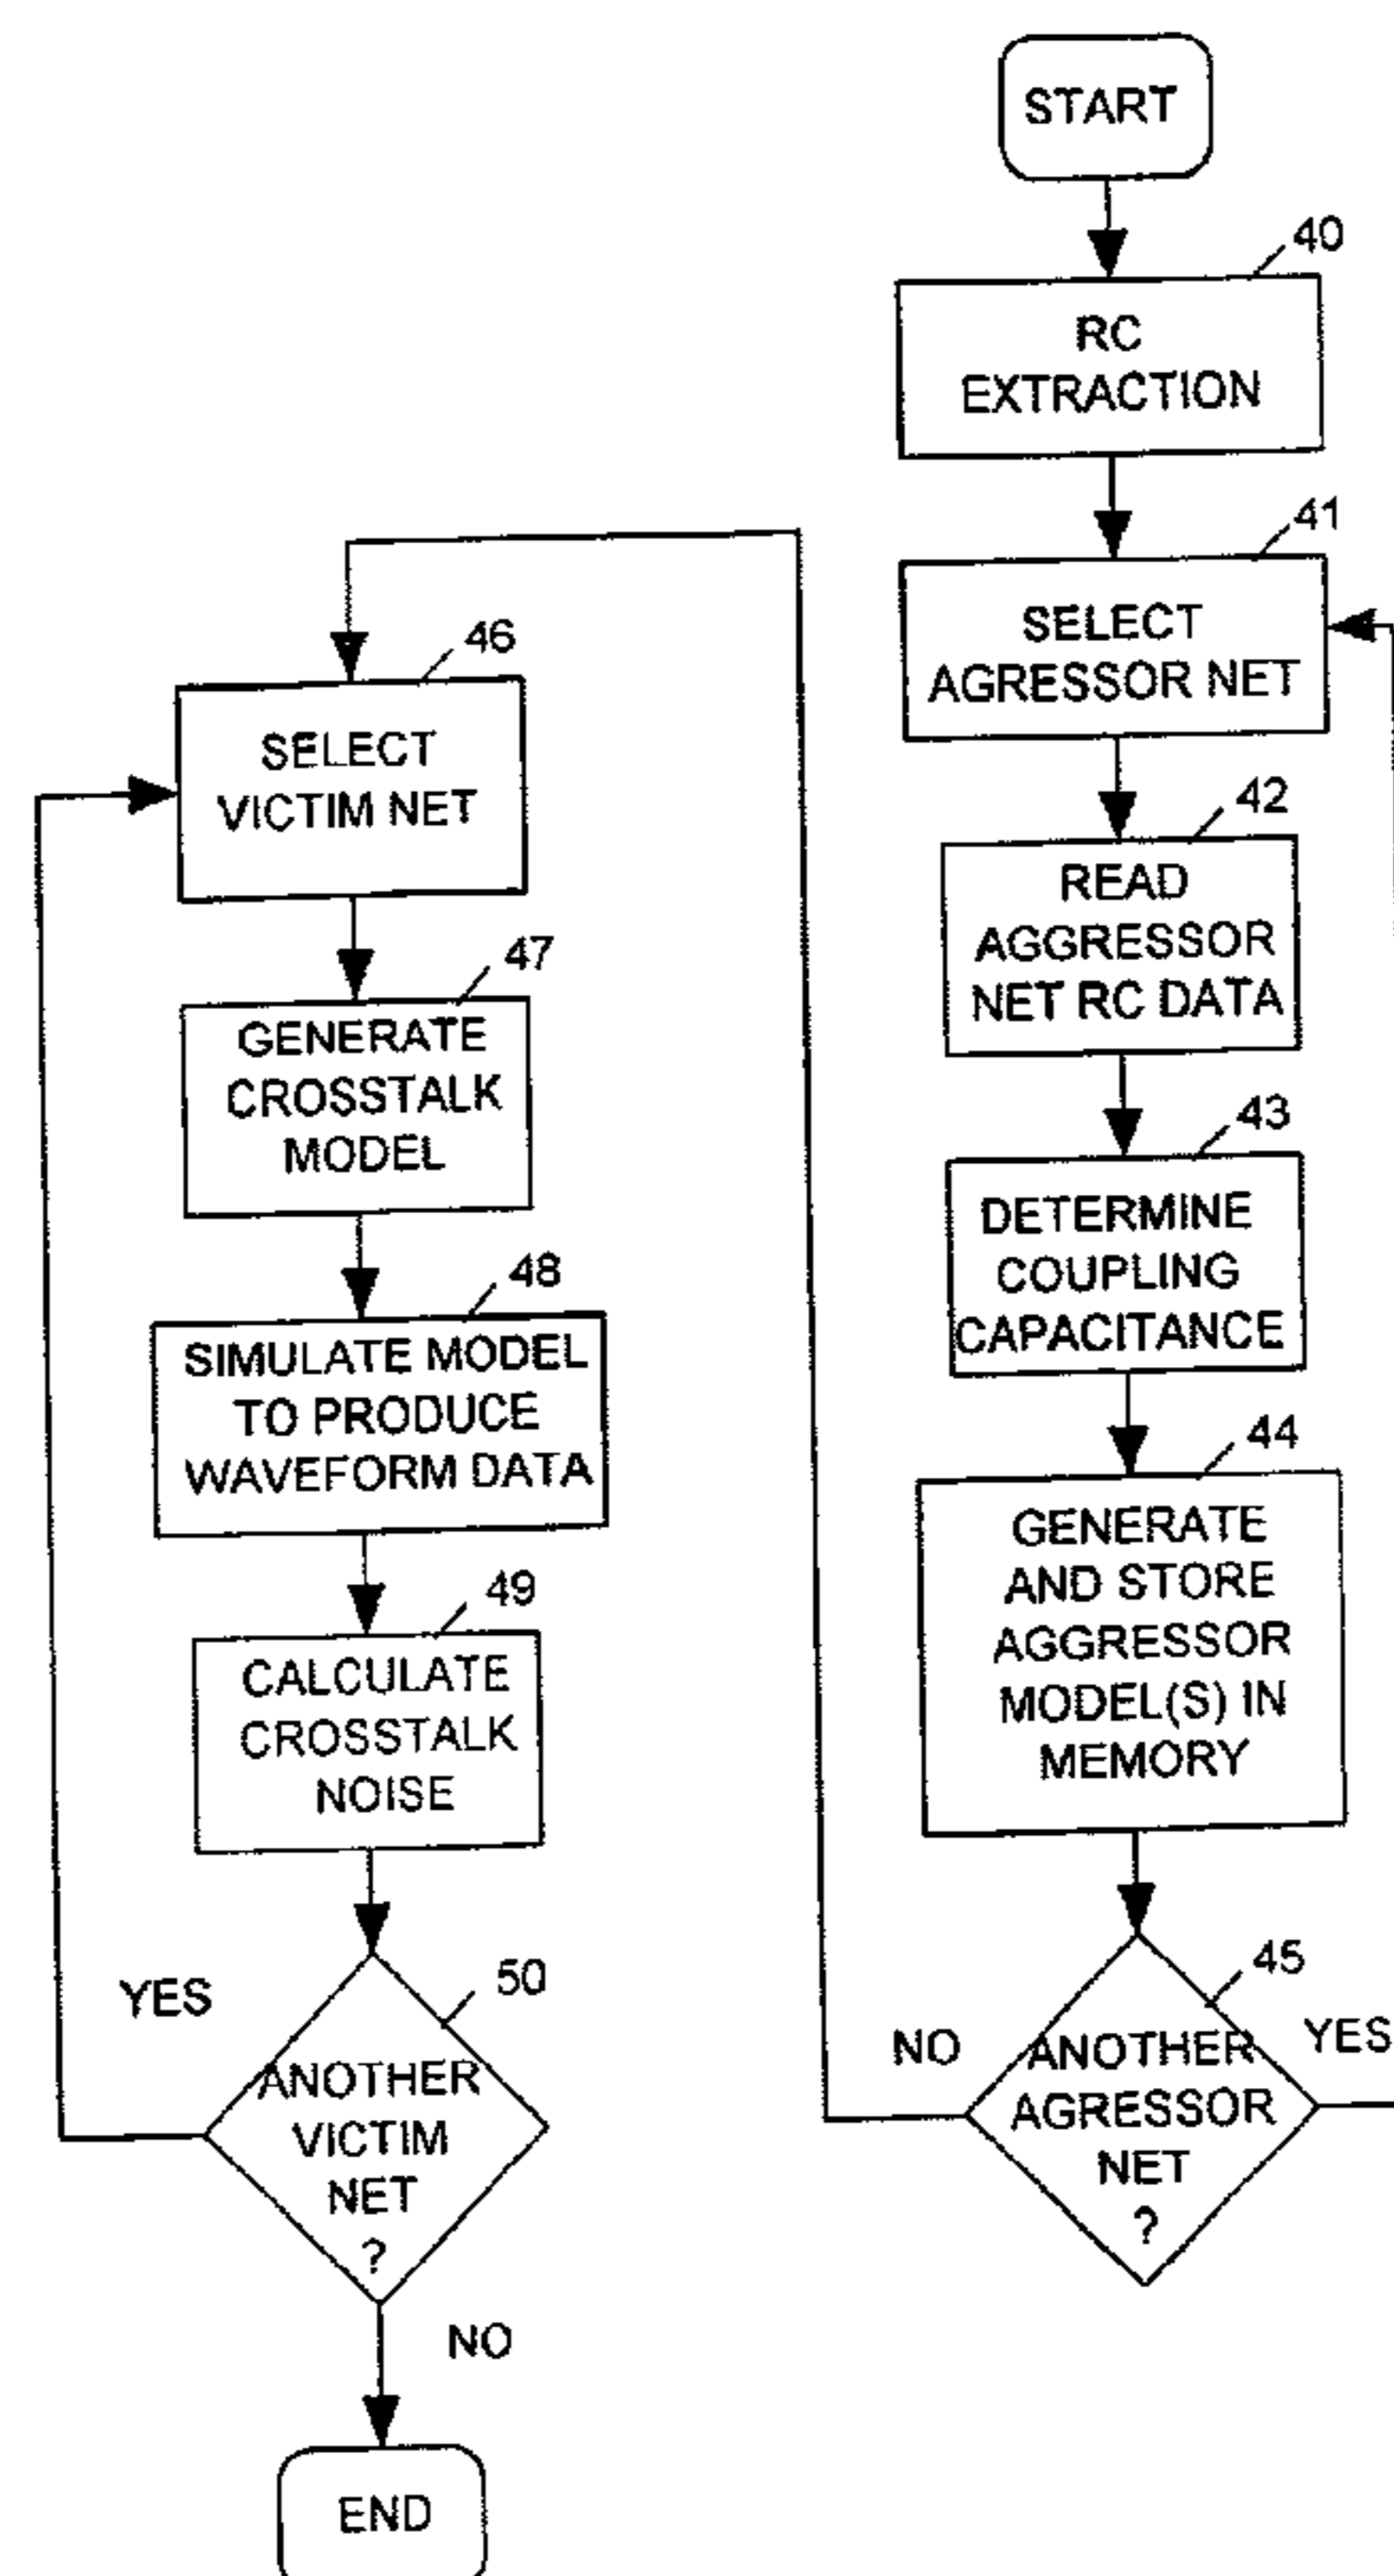 START
40
RC
EXTRACTION
41
SELECT
AGRESSOR NET
42
READ
AGGRESSOR
NET RC DATA
43
DETERMINE
COUPLING
CAPACITANCE
44
GENERATE
AND STORE
AGGRESSOR
MODEL(S) IN
MEMORY
45
ANOTHER
AGRESSOR
NET
?
YES
NO
46
SELECT
VICTIM NET
47
GENERATE
CROSSTALK
MODEL
48
SIMULATE MODEL
TO PRODUCE
WAVEFORM DATA
49
CALCULATE
CROSSTALK
NOISE
50
ANOTHER
VICTIM
NET
?
YES
NO
END